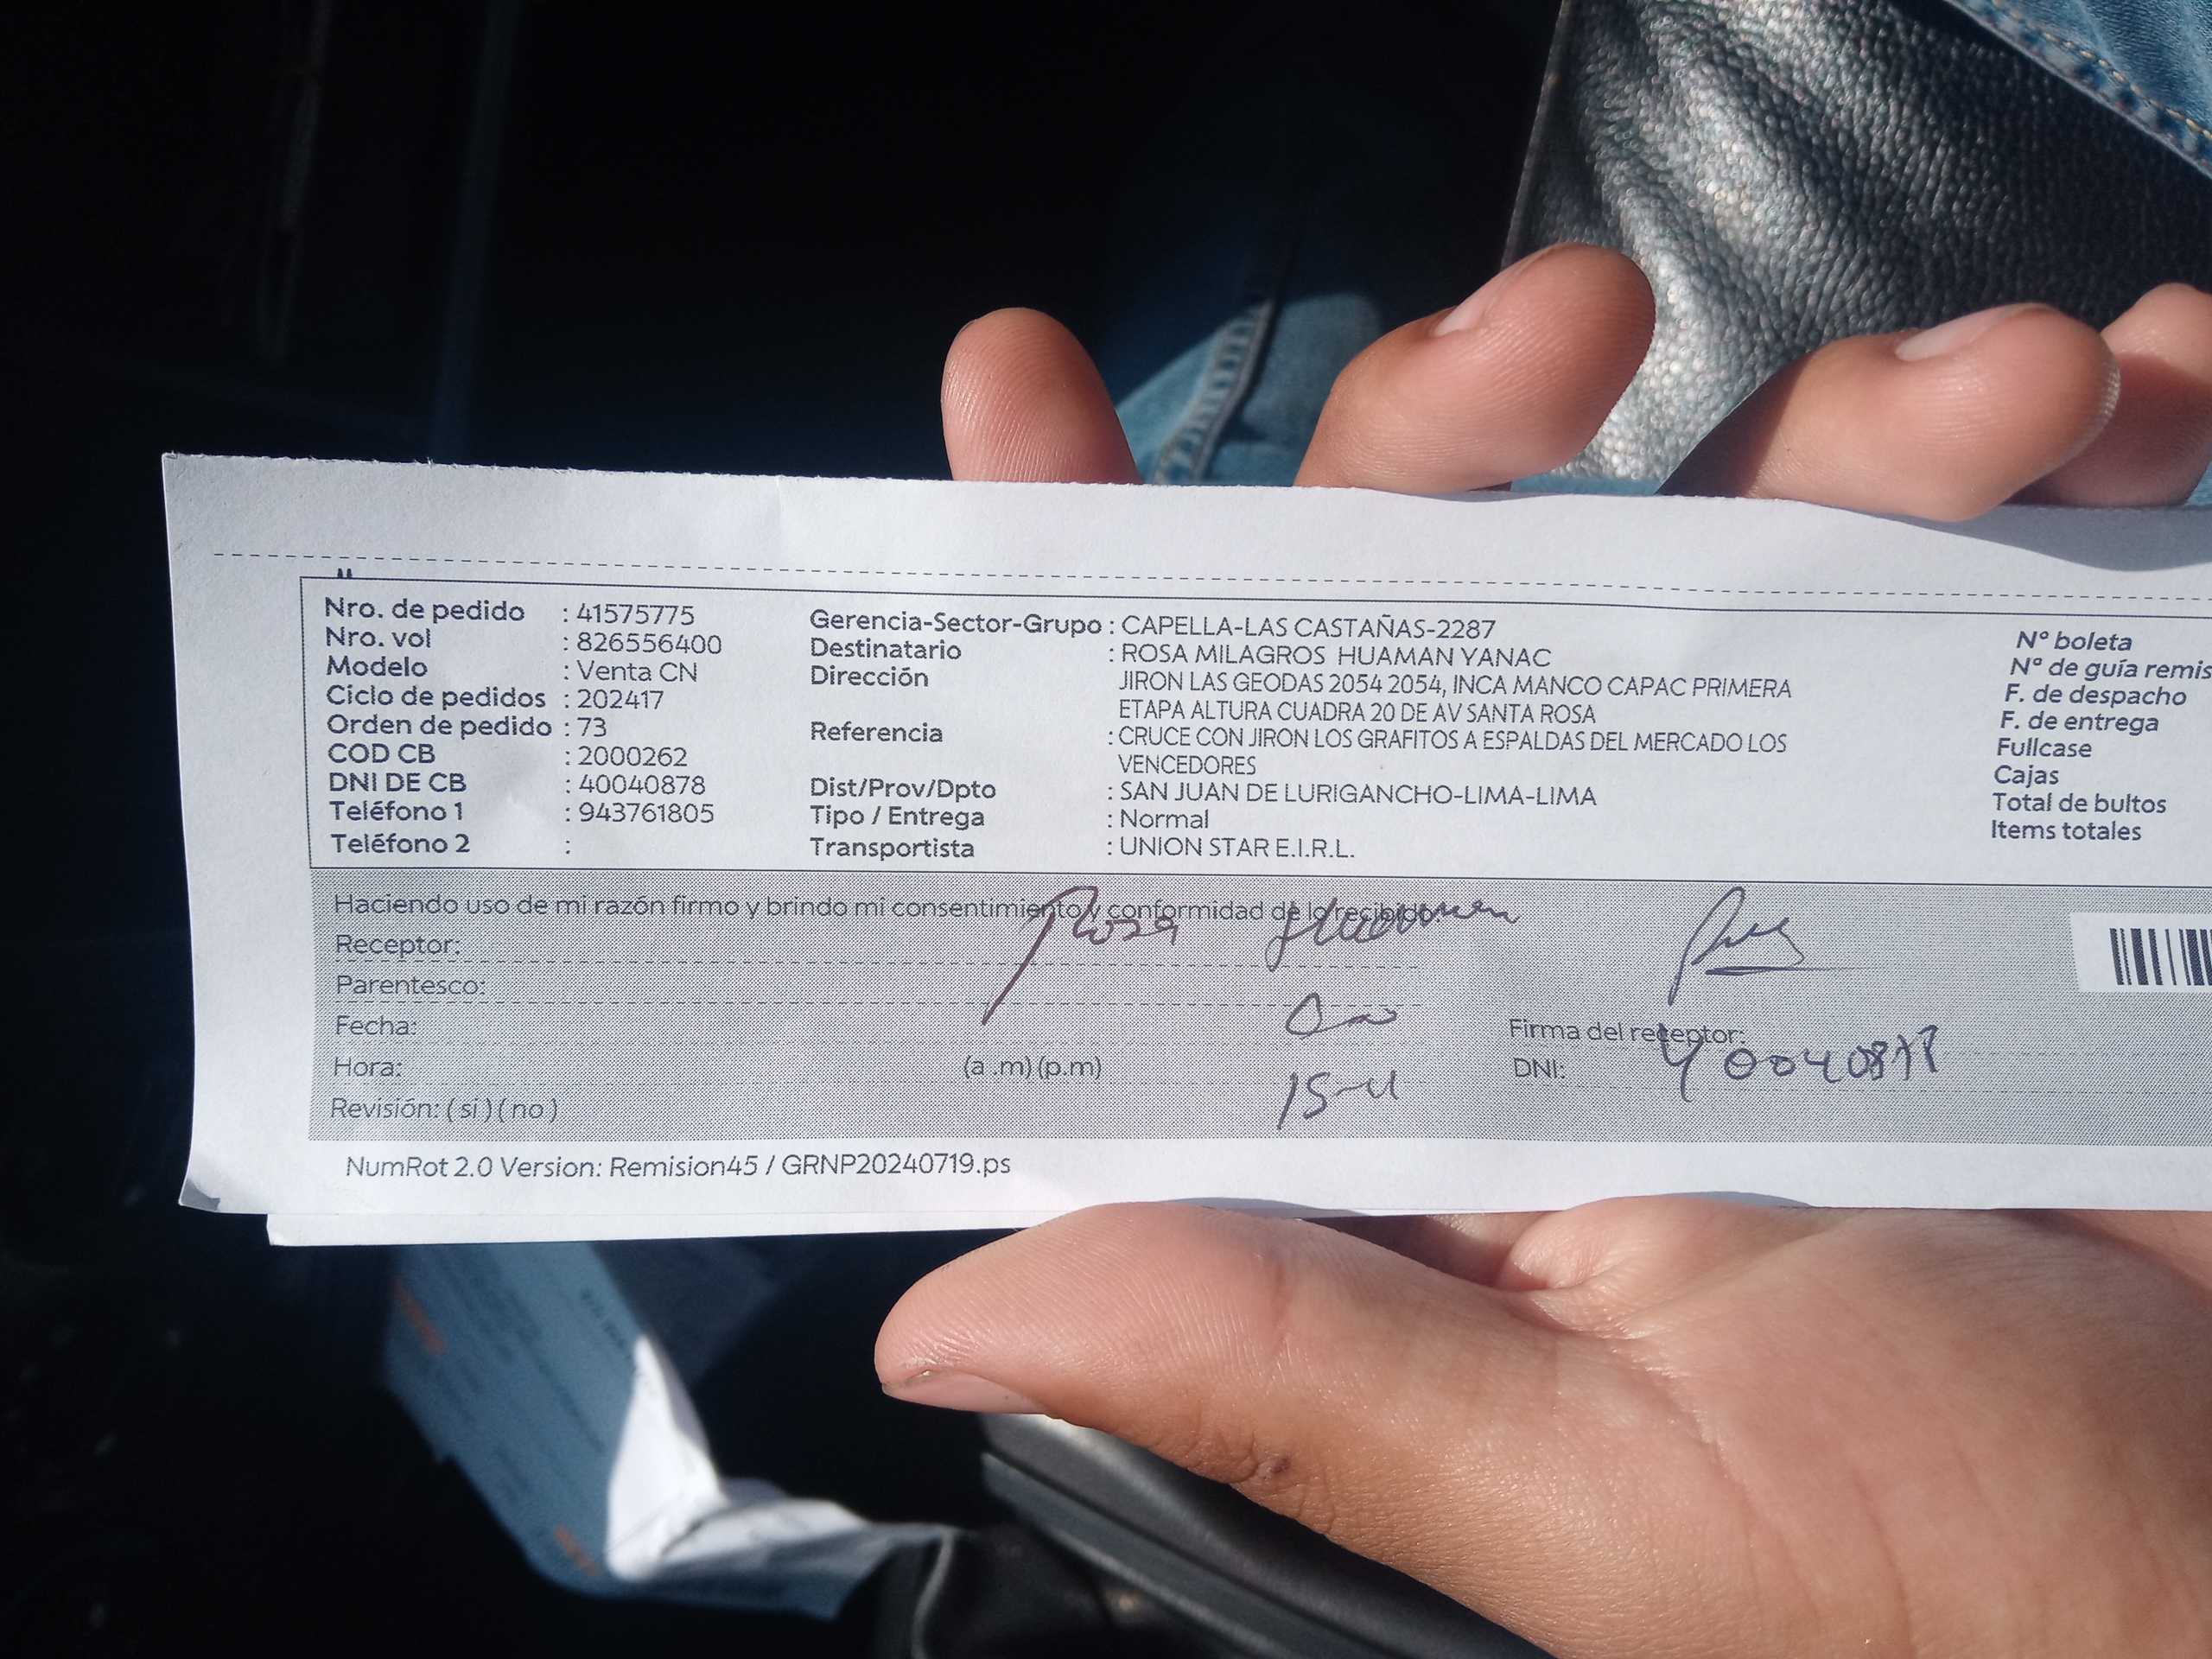 Nro. de pedido : 41575775
Nro. vol : 826556400
Modelo : Venta CN
Ciclo de pedidos : 202417
Orden de pedido : 73
COD CB : 2000262
DNI DE CB : 40040878
Teléfono 1 : 943761805
Teléfono 2 :
Gerencia-Sector-Grupo : CAPELLA-LAS CASTAÑAS-2287
Destinatario : ROSA MILAGROS HUAMAN YANAC
Dirección JIRON LAS GEODAS 2054 2054, INCA MANCO CAPAC PRIMERA
ETAPA ALTURA CUADRA 20 DE AV SANTA ROSA
Referencia : CRUCE CON JIRON LOS GRAFITOS A ESPALDAS DEL MERCADO LOS
VENCEDORES
Dist/Prov/Dpto : SAN JUAN DE LURIGANCHO-LIMA-LIMA
Tipo / Entrega : Normal
Transportista : UNION STAR E.I.R.L.
N° boleta
N° de guía remis
F. de despacho
F. de entrega
Fullcase
Cajas
Total de bultos
Items totales
Haciendo uso de mi razón firmo y brindo mi consentimiento y conformidad de lo recibido
Receptor: Rosa Huaman
Parentesco:
Fecha:
Hora: (a .m) (p.m)
Revisión: ( si ) ( no )
Firma del receptor:
DNI: 40040878
NumRot 2.0 Version: Remision45 / GRNP20240719.ps